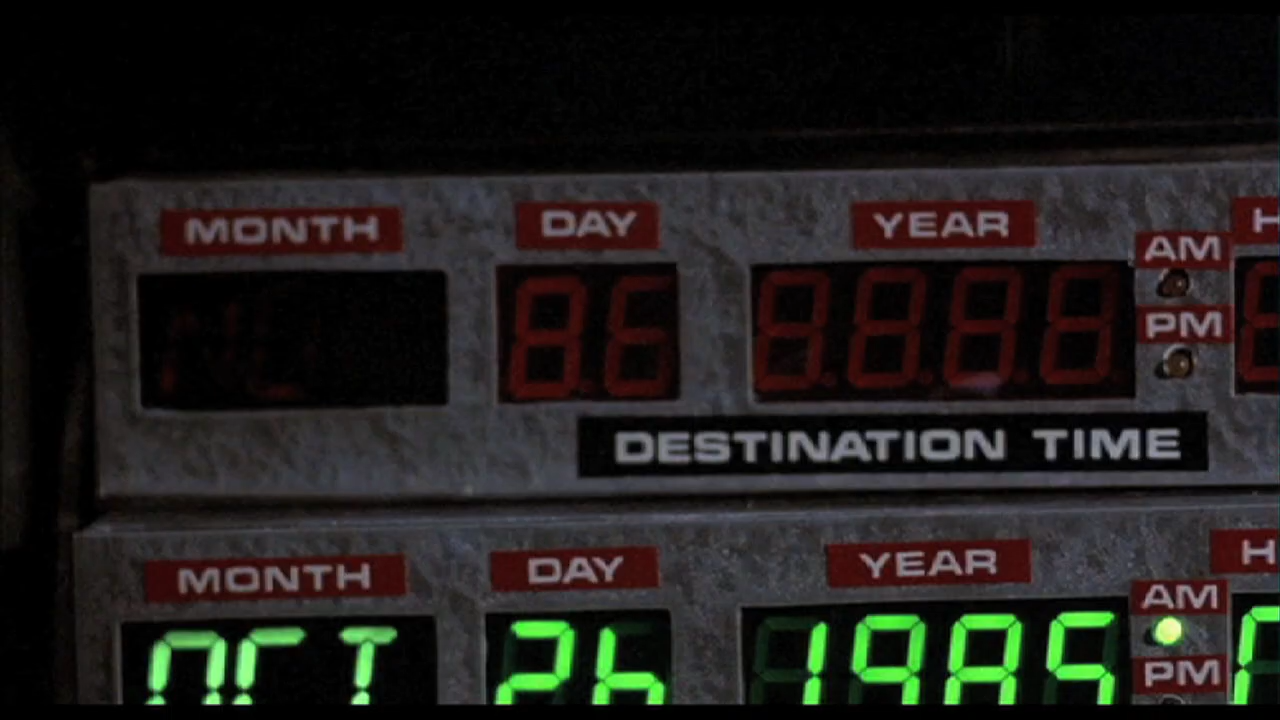 MONTH DAY YEAR
AM
PM
DESTINATION TIME
MONTH DAY YEAR
AM
PM
OCT 26 1985